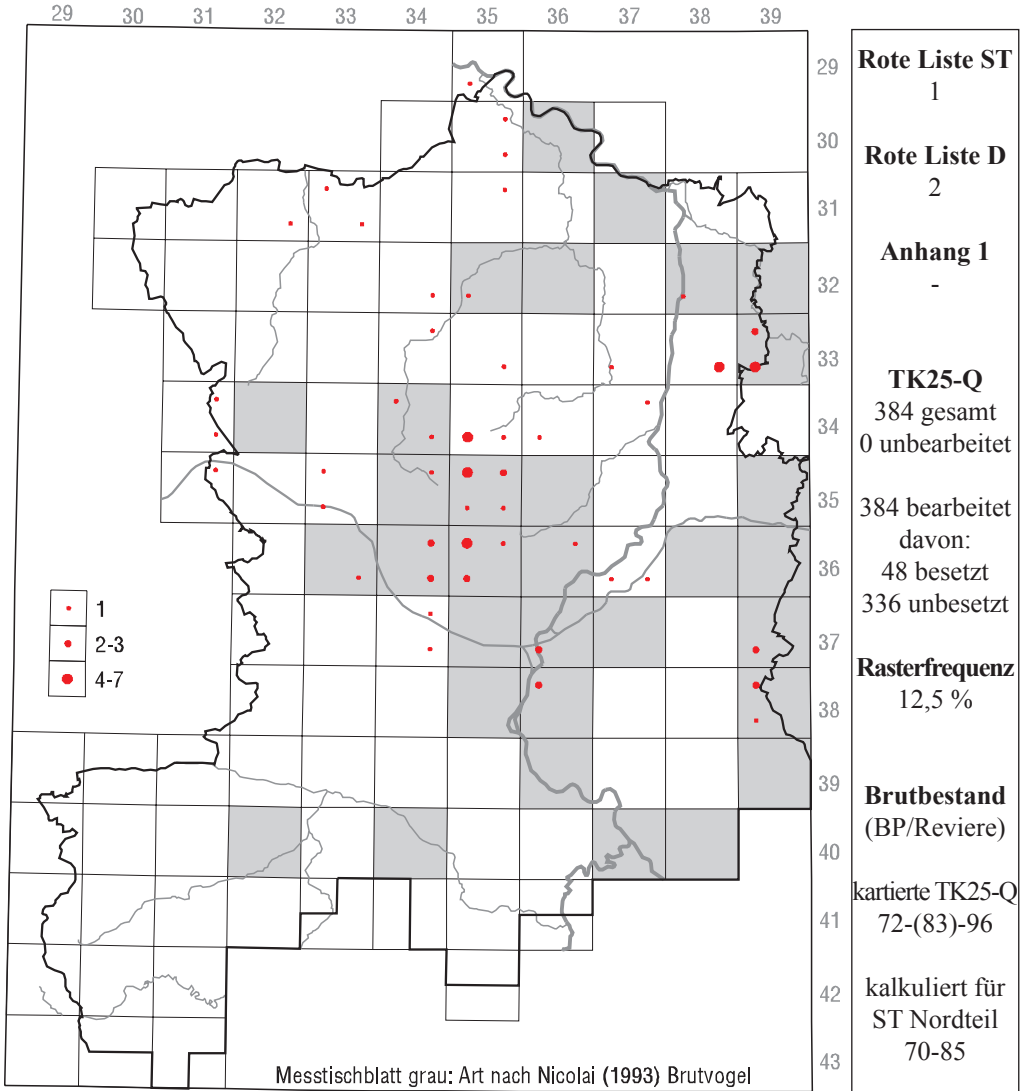 29 30 31 32 33 34 35 36 37 38 39
29
30
31
32
33
34
35
36
37
38
39
40
41
42
43
1
2-3
4-7
Messtischblatt grau: Art nach Nicolai (1993) Brutvogel
Rote Liste ST
1
Rote Liste D
2
Anhang 1
-
TK25-Q
384 gesamt
0 unbearbeitet
384 bearbeitet
davon:
48 besetzt
336 unbesetzt
Rasterfrequenz
12,5 %
Brutbestand
(BP/Reviere)
kartierte TK25-Q
72-(83)-96
kalkuliert für
ST Nordteil
70-85